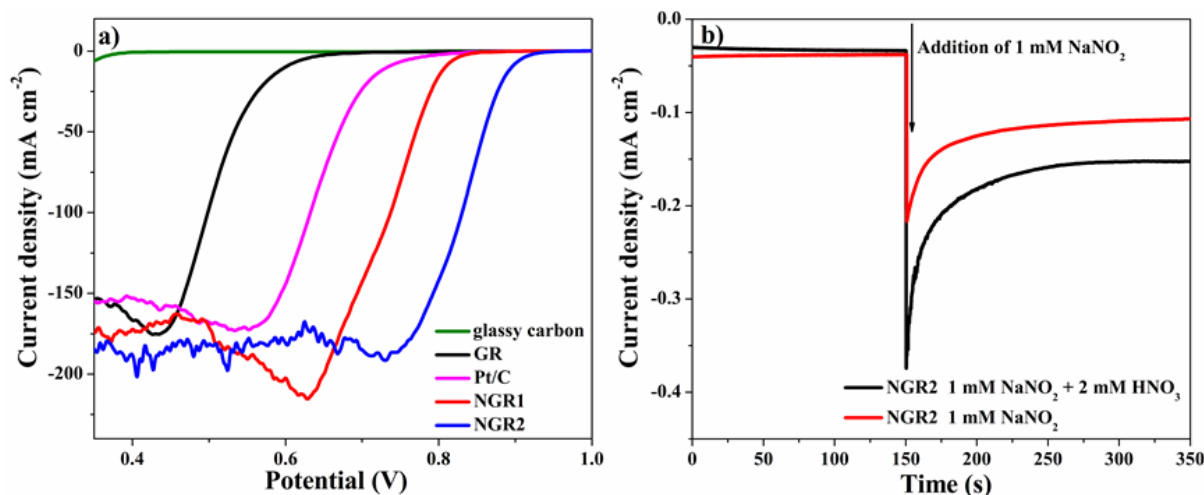 a)
Current density (mA cm⁻²)
0
-50
-100
-150
-200
0.4
0.6
0.8
1.0
Potential (V)
glassy carbon
GR
Pt/C
NGR1
NGR2
b)
Current density (mA cm⁻²)
0.0
-0.1
-0.2
-0.3
-0.4
0
50
100
150
200
250
300
350
Time (s)
Addition of 1 mM NaNO₂
NGR2 1 mM NaNO₂ + 2 mM HNO₃
NGR2 1 mM NaNO₂